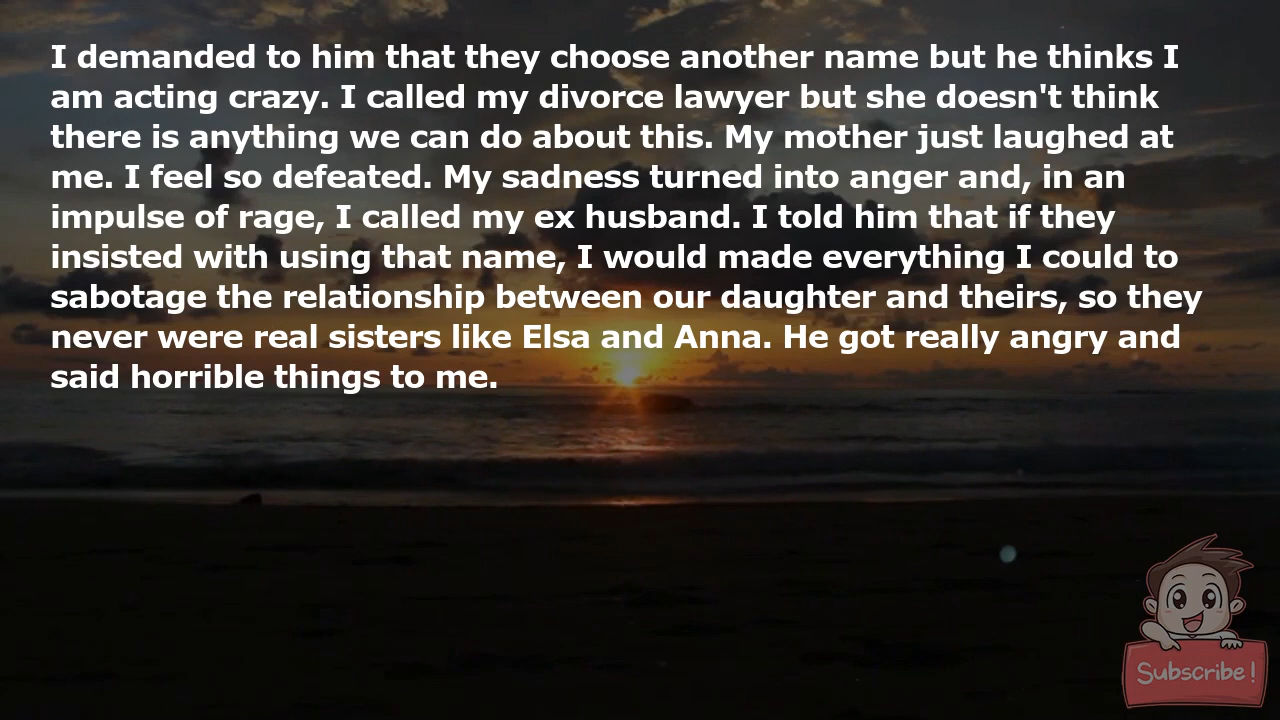 I demanded to him that they choose another name but he thinks I
am acting crazy. I called my divorce lawyer but she doesn't think
there is anything we can do about this. My mother just laughed at
me. I feel so defeated. My sadness turned into anger and, in an
impulse of rage, I called my ex husband. I told him that if they
insisted with using that name, I would made everything I could to
sabotage the relationship between our daughter and theirs, so they
never were real sisters like Elsa and Anna. He got really angry and
said horrible things to me.
Subscribe!